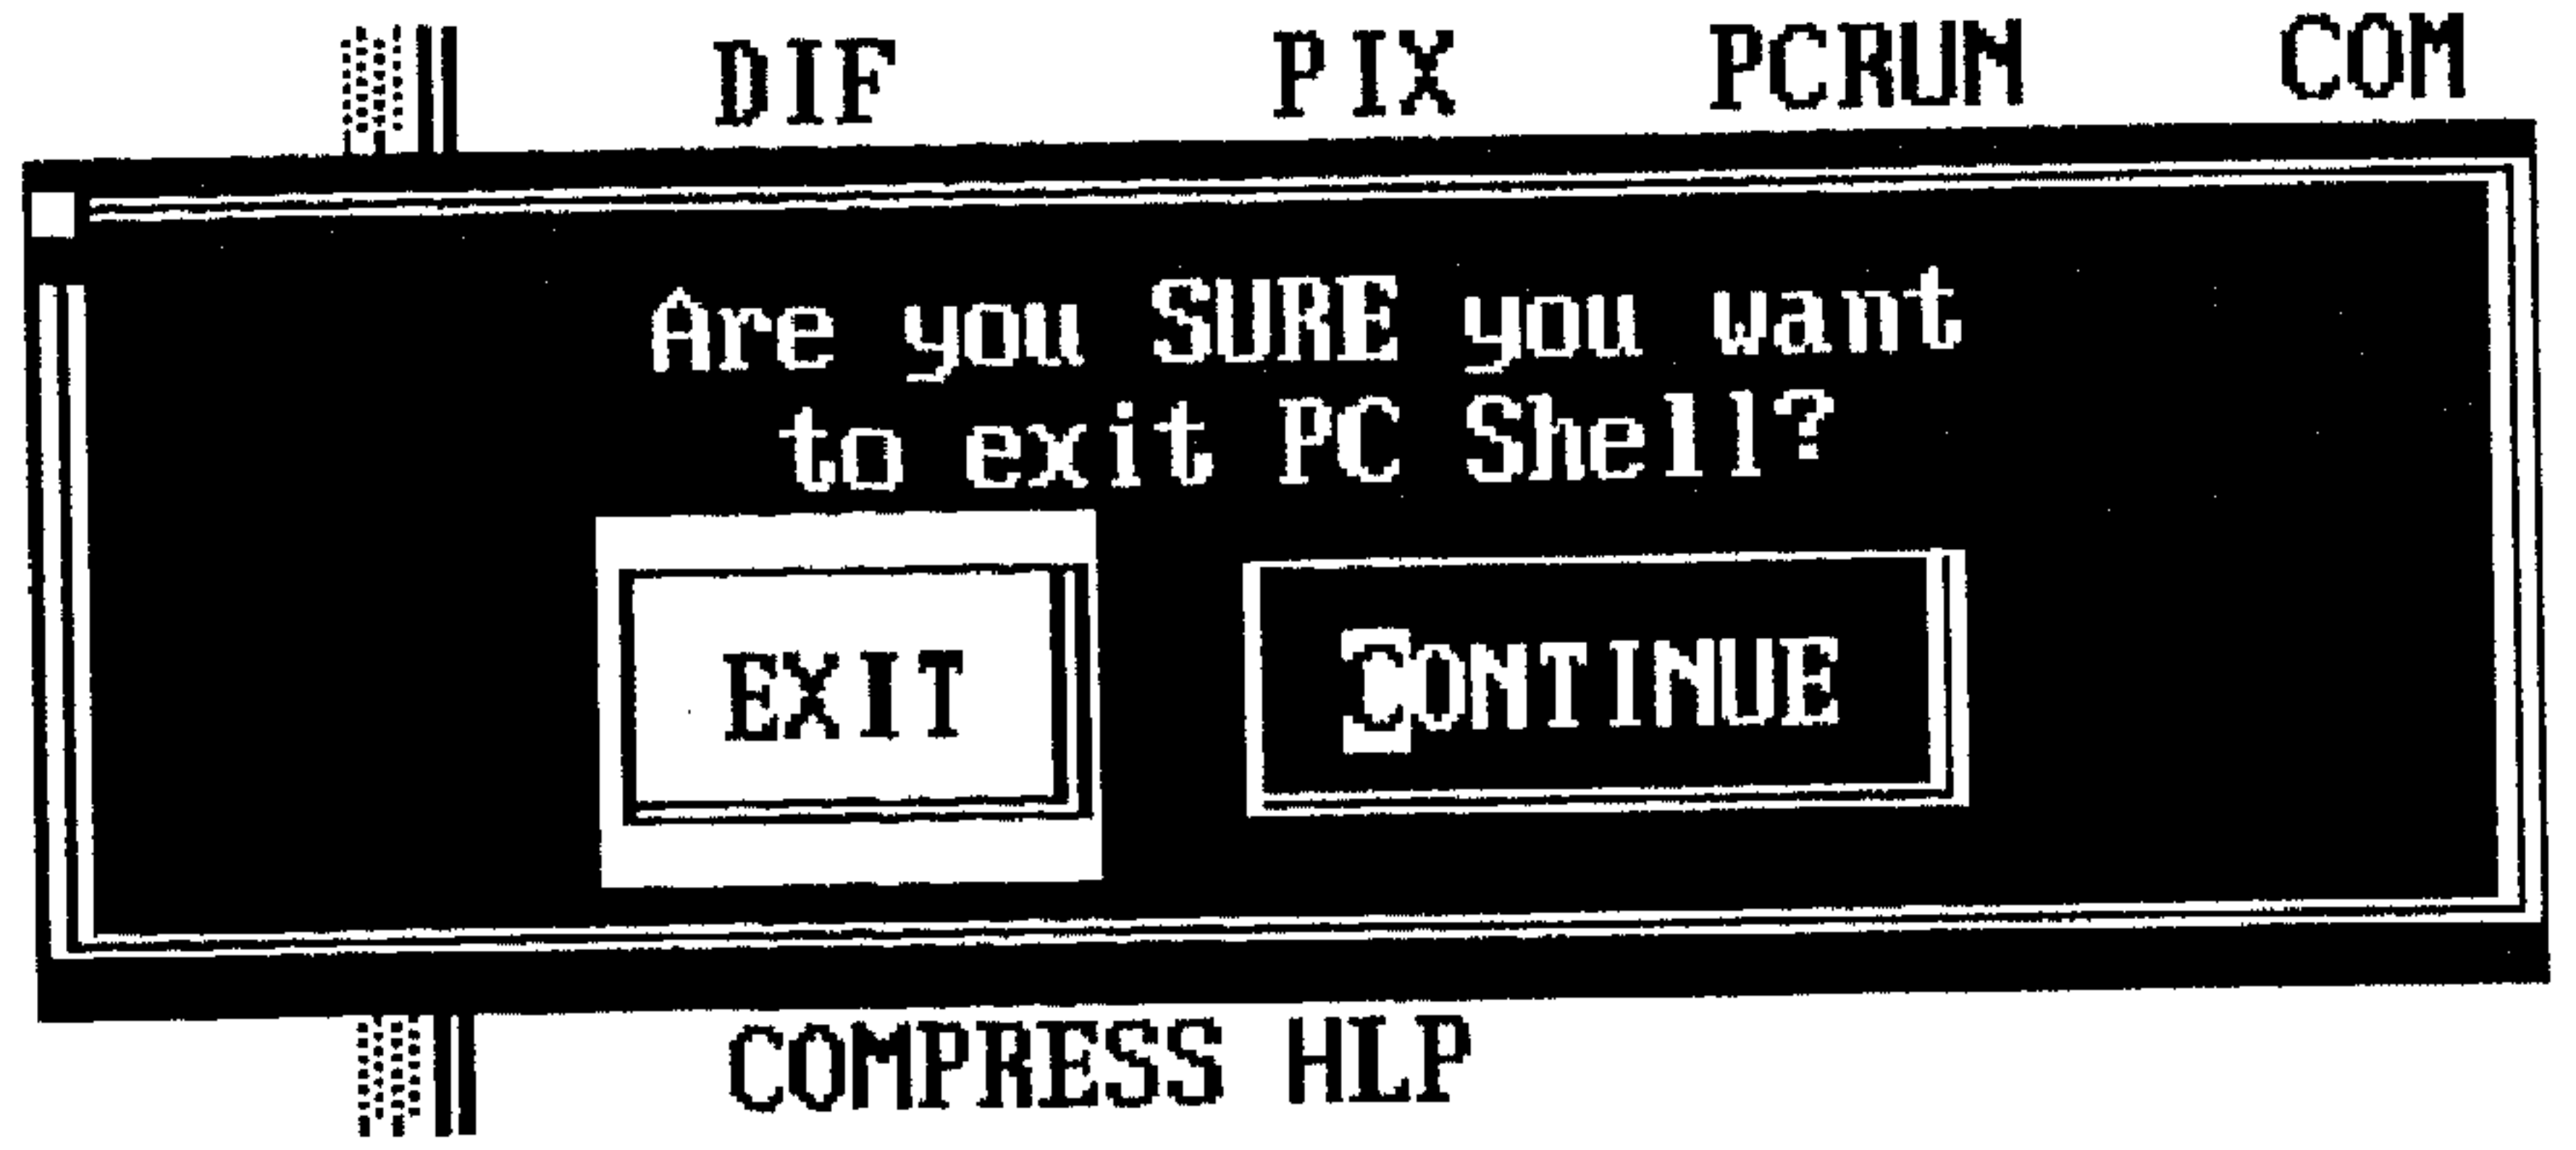 DIF PIX PCRUN COM
Are you SURE you want
to exit PC Shell?
EXIT CONTINUE
COMPRESS HLP